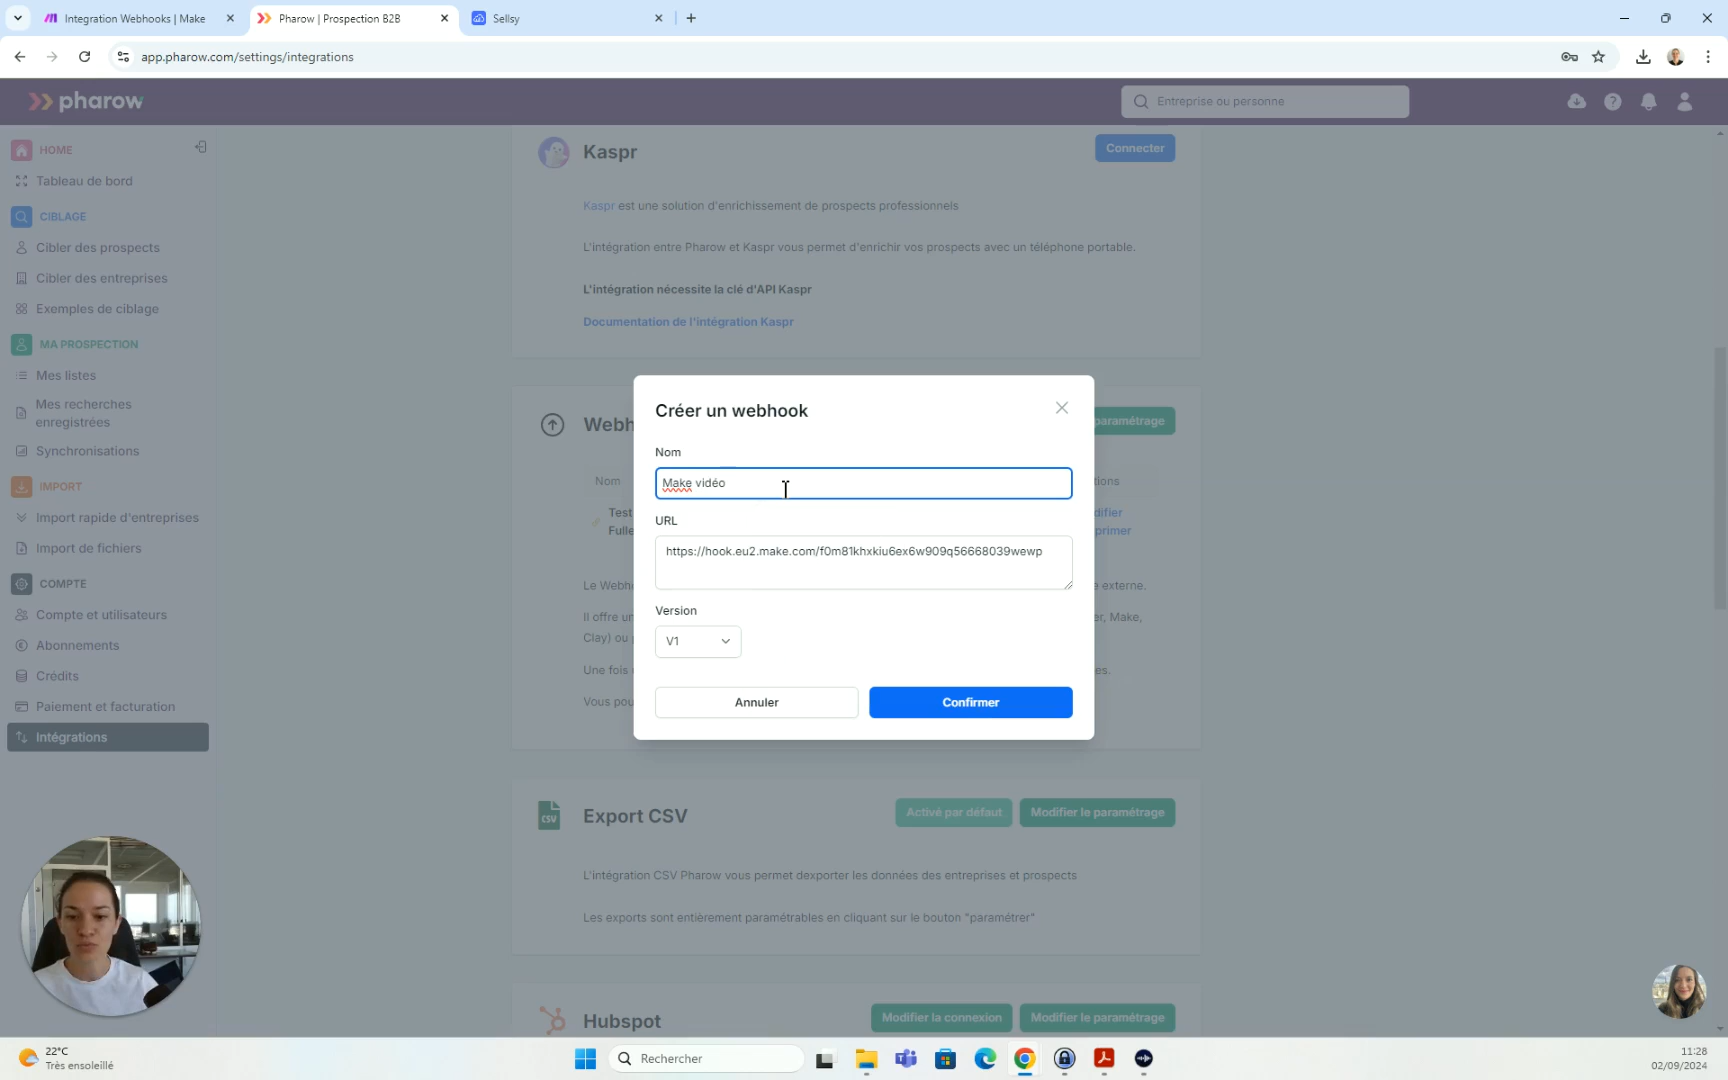 Integration Webhooks | Make
Pharow | Prospection B2B
Sellsy
app.pharow.com/settings/integrations
pharow
Entreprise ou personne
HOME
Tableau de bord
CIBLAGE
Cibler des prospects
Cibler des entreprises
Exemples de ciblage
MA PROSPECTION
Mes listes
Mes recherches
enregistrées
Synchronisations
IMPORT
Import rapide d'entreprises
Import de fichiers
COMPTE
Compte et utilisateurs
Abonnements
Crédits
Paiement et facturation
Intégrations
Kaspr
Connecter
Kaspr est une solution d'enrichissement de prospects professionnels
L'intégration entre Pharow et Kaspr vous permet d'enrichir vos prospects avec un téléphone portable.
L'intégration nécessite la clé d'API Kaspr
Documentation de l'intégration Kaspr
Webh
paramétrage
Nom
tions
Test
difier
Fulle
primer
Le Webh
e externe.
Il offre un
er, Make,
Clay) ou
Une fois
es.
Vous pou
Créer un webhook
Nom
Make vidéo
URL
https://hook.eu2.make.com/f0m81khxkiu6ex6w909q56668039wewp
Version
V1
Annuler
Confirmer
Export CSV
CSV
Activé par défaut
Modifier le paramétrage
L'intégration CSV Pharow vous permet dexporter les données des entreprises et prospects
Les exports sont entièrement paramétrables en cliquant sur le bouton "paramétrer"
Hubspot
Modifier la connexion
Modifier le paramétrage
22°C
Très ensoleillé
Rechercher
11:28
02/09/2024